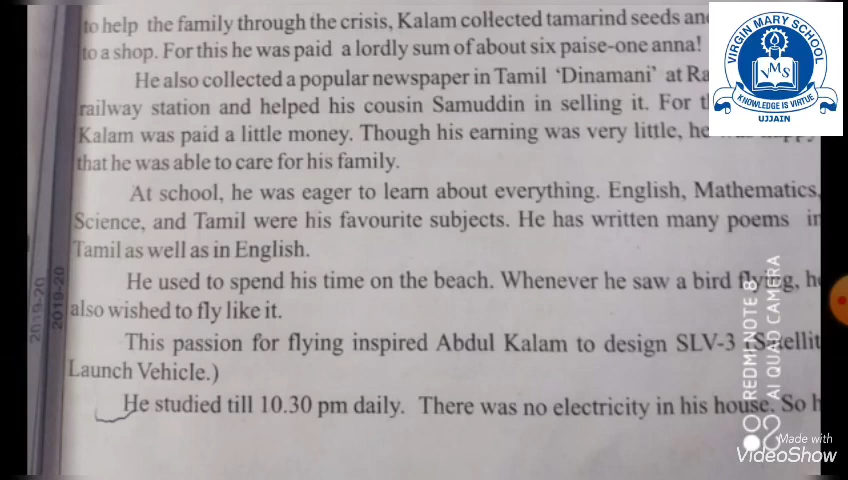 to help the family through the crisis, Kalam collected tamarind seeds
to a shop. For this he was paid a lordly sum of about six paise-one anna!
He also collected a popular newspaper in Tamil 'Dinamani' at
railway station and helped his cousin Samuddin in selling it. For
Kalam was paid a little money. Though his earning was very little, he
that he was able to care for his family.
At school, he was eager to learn about everything. English, Mathematics,
Science, and Tamil were his favourite subjects. He has written many poems in
Tamil as well as in English.
He used to spend his time on the beach. Whenever he saw a bird flying,
also wished to fly like it.
This passion for flying inspired Abdul Kalam to design SLV-3
Launch Vehicle.)
He studied till 10.30 pm daily. There was no electricity in his house. So
2019-20
2019-20
VIRGIN MARY SCHOOL
VMS
KNOWLEDGE IS VIRTUE
UJJAIN
REDMI NOTE 8
AI QUAD CAMERA
Made with
VideoShow